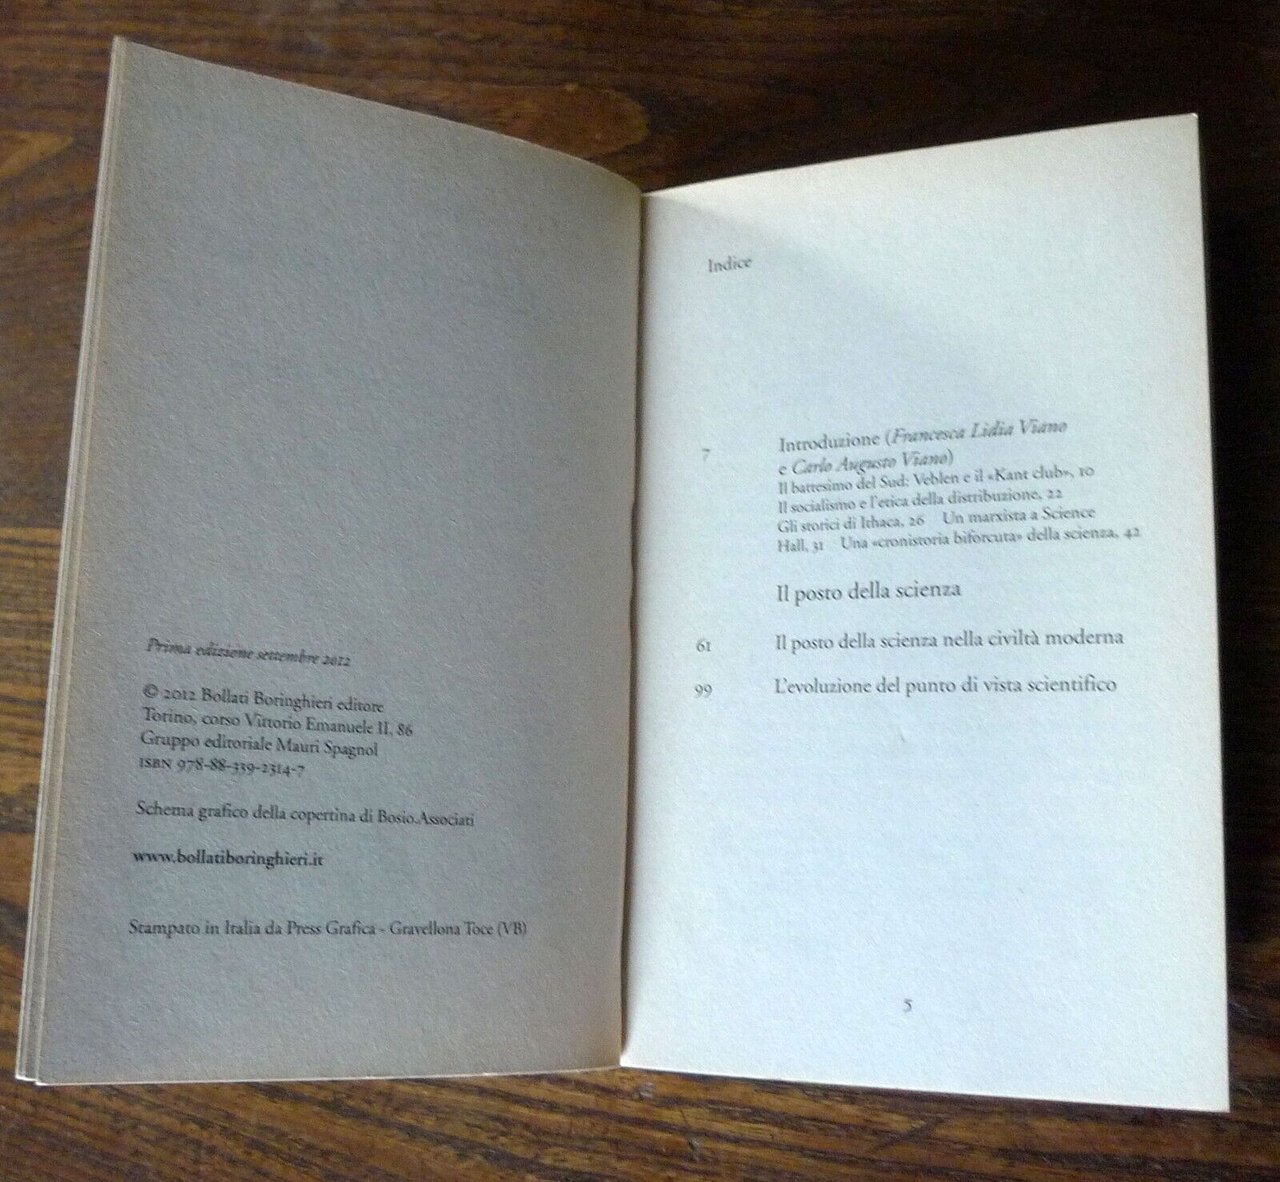 Prima edizione settembre 2012
© 2012 Bollati Boringhieri editore
Torino, corso Vittorio Emanuele II, 86
Gruppo editoriale Mauri Spagnol
ISBN 978-88-339-2314-7
Schema grafico della copertina di Bosio.Associati
www.bollatiboringhieri.it
Stampato in Italia da Press Grafica - Gravellona Toce (VB)
Indice
7 Introduzione (Francesca Lidia Viano
e Carlo Augusto Viano)
Il battesimo del Sud: Veblen e il «Kant club», 10
Il socialismo e l'etica della distribuzione, 22
Gli storici di Ithaca, 26 Un marxista a Science
Hall, 31 Una «cronistoria biforcuta» della scienza, 42
Il posto della scienza
61 Il posto della scienza nella civiltà moderna
99 L'evoluzione del punto di vista scientifico
5